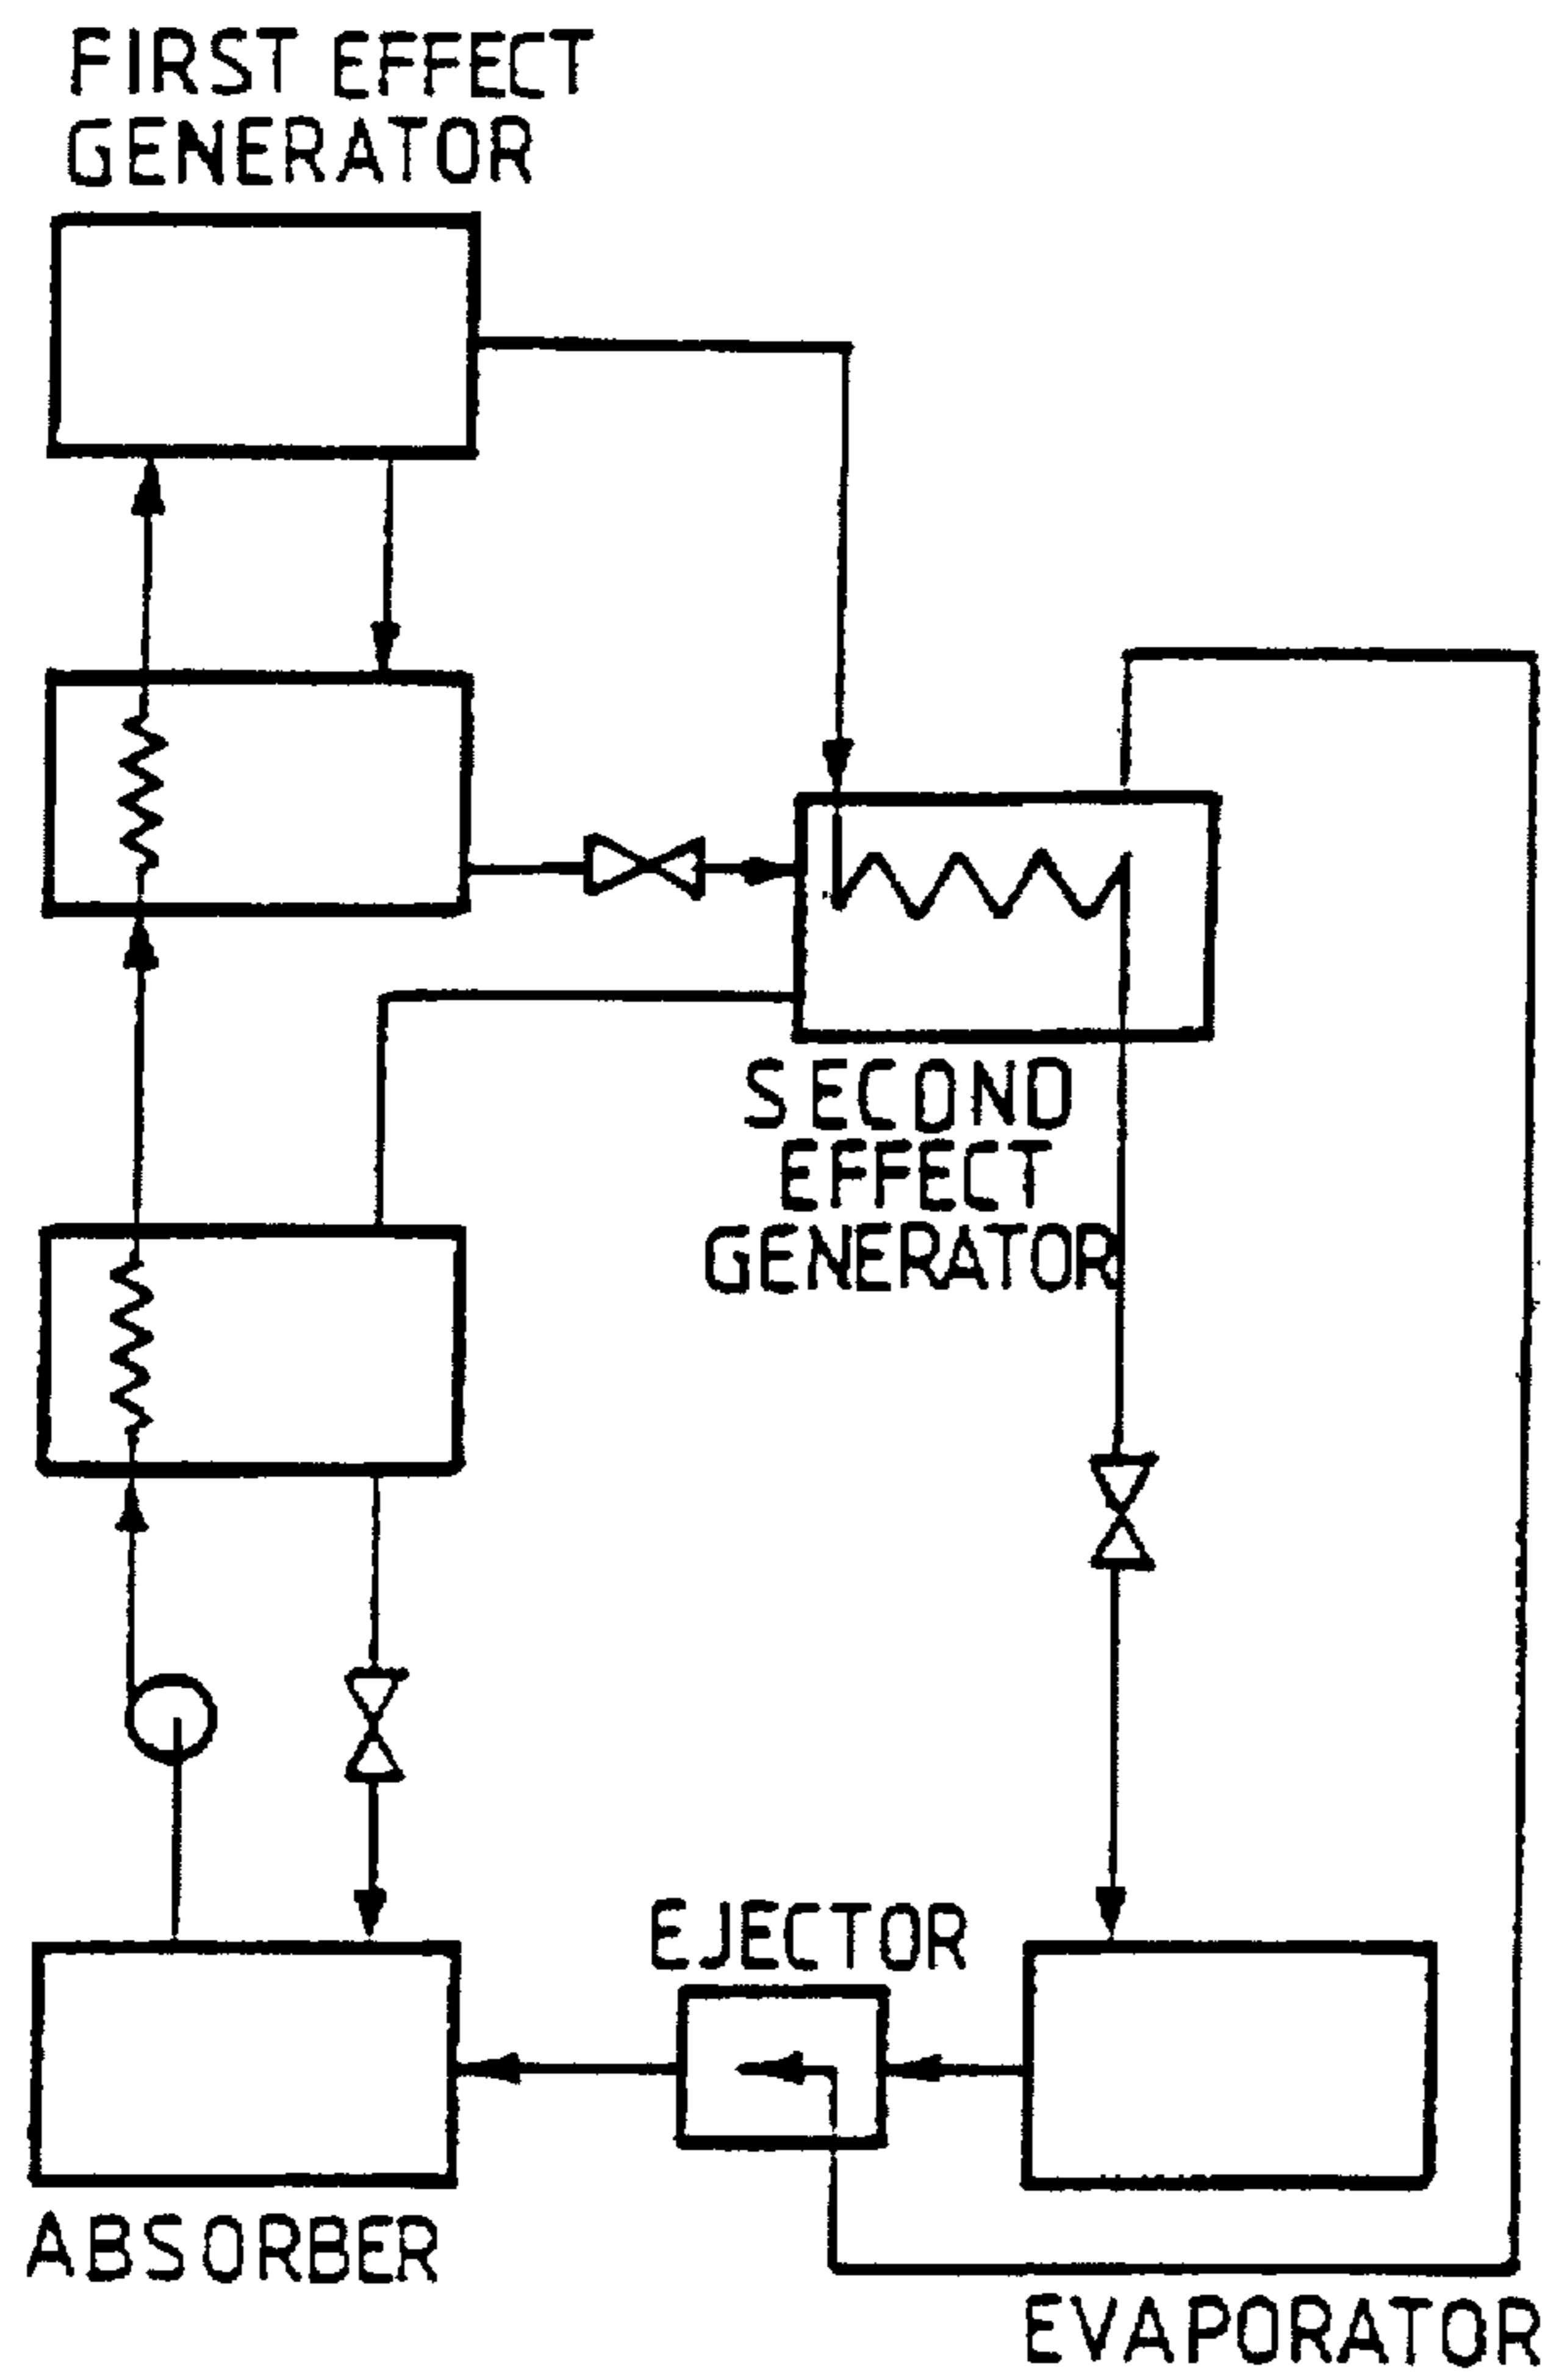 FIRST EFFECT
GENERATOR
SECOND
EFFECT
GENERATOR
EJECTOR
ABSORBER
EVAPORATOR